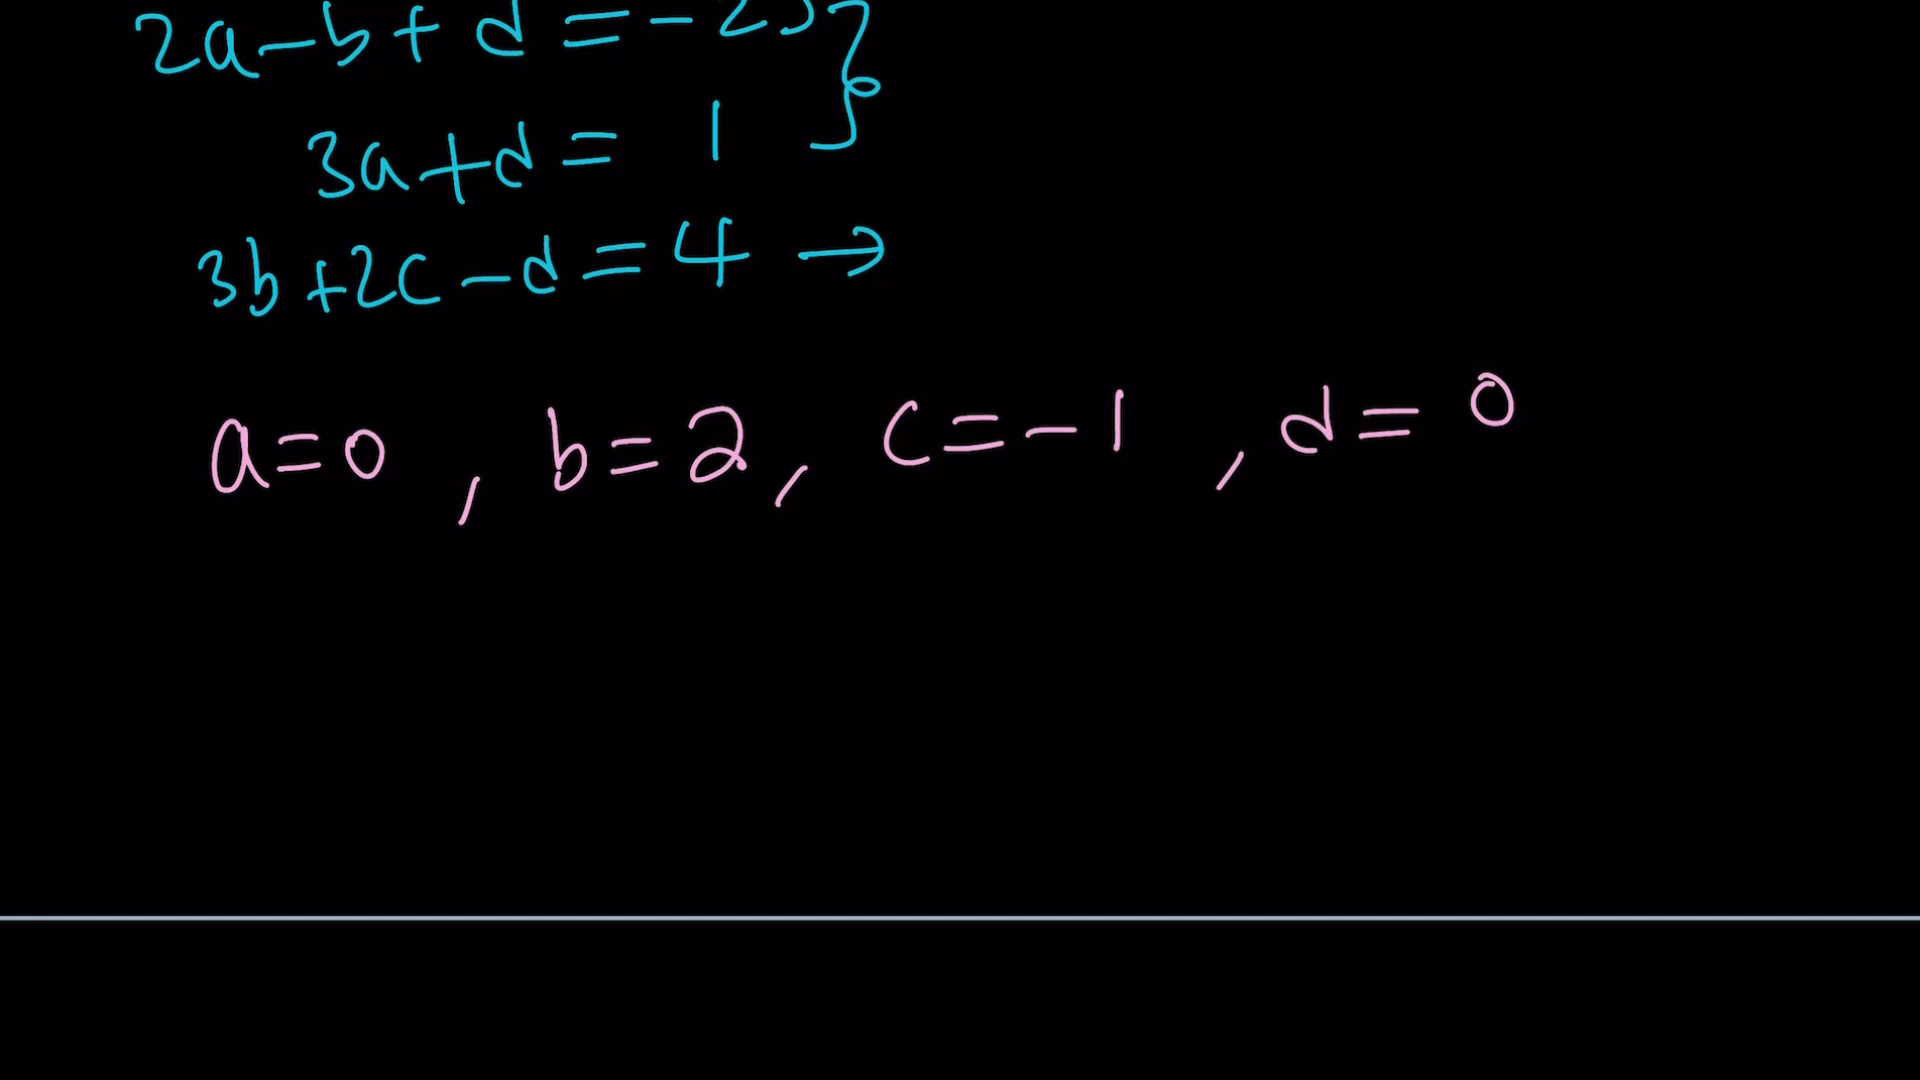 2a-b+d=-2
3a+d= 1 }
3b+2c-d=4 →
a=0 , b=2, c=-1 , d=0